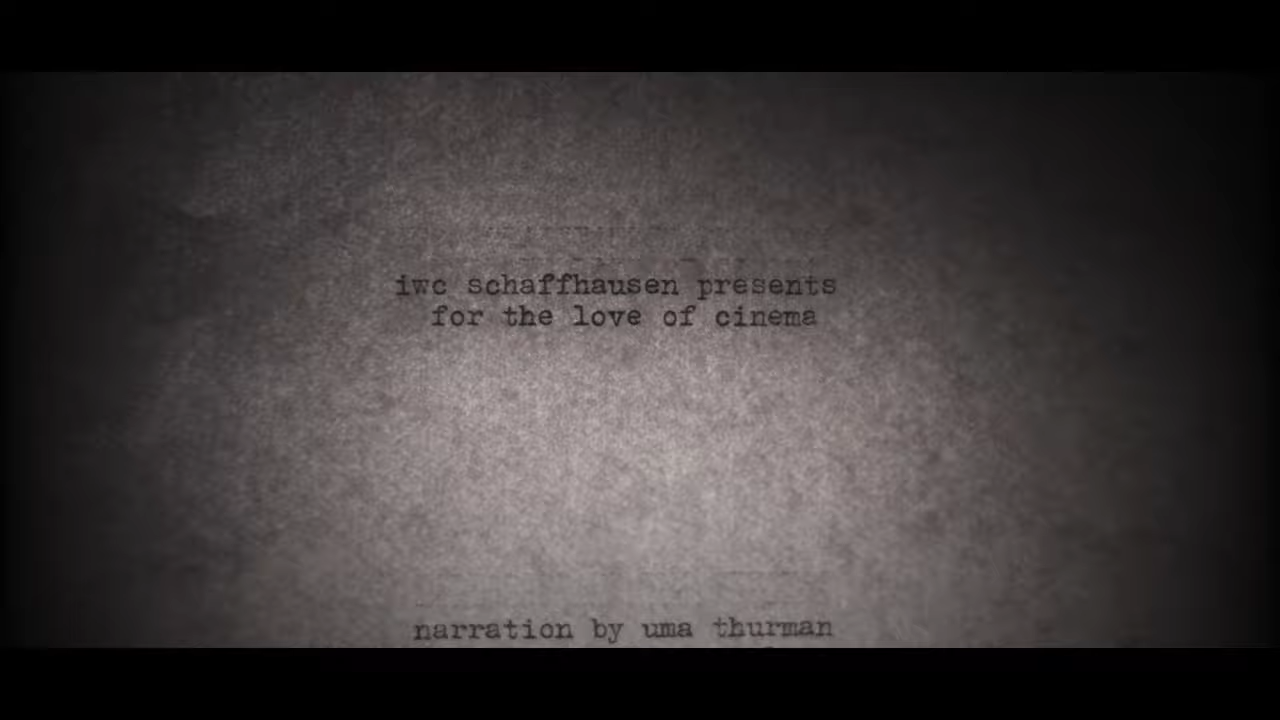 iwc schaffhausen presents
for the love of cinema
narration by uma thurman